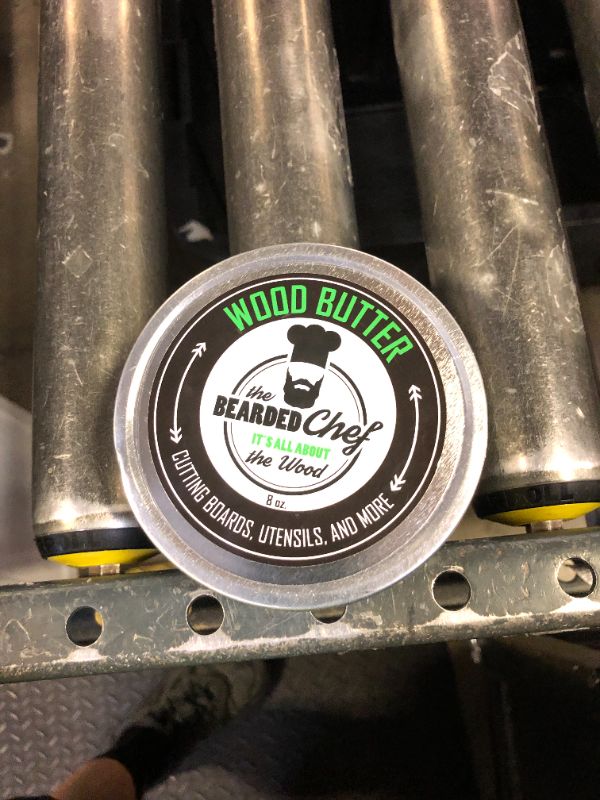 WOOD BUTTER
the
BEARDED Chef
IT'S ALL ABOUT
the Wood
8 oz.
CUTTING BOARDS, UTENSILS, AND MORE